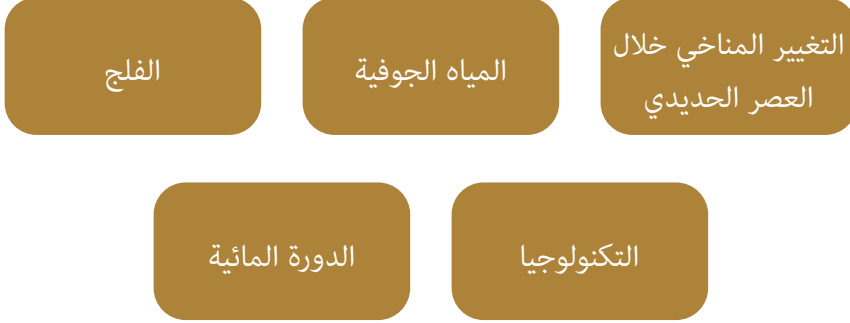 التغيير المناخي خلال
العصر الحديدي
المياه الجوفية
الفلج
التكنولوجيا
الدورة المائية